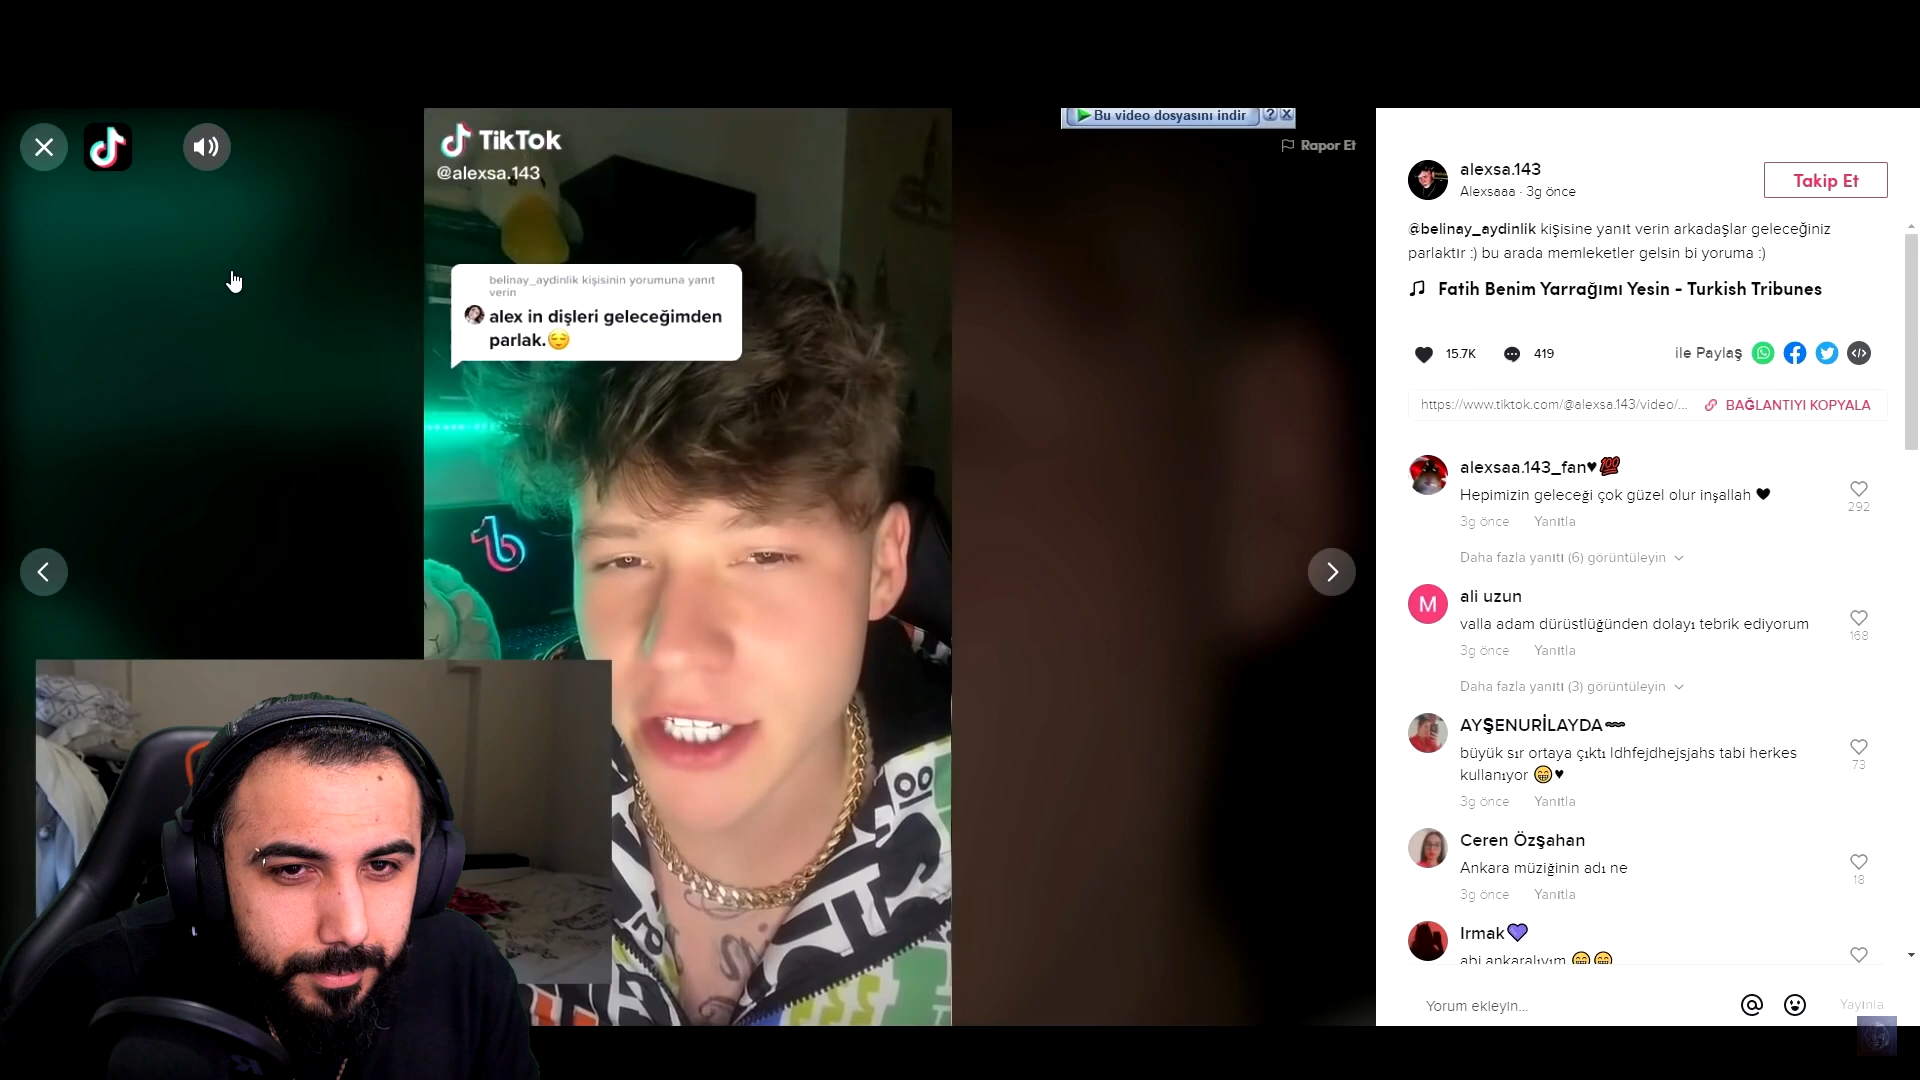 TikTok
@alexsa.143
belinay_aydinlik kişisinin yorumuna yanıt
verin
alex in dişleri geleceğimden
parlak.😌
Bu video dosyasını indir
Rapor Et
alexsa.143
Alexsaaa · 3g önce
Takip Et
@belinay_aydinlik kişisine yanıt verin arkadaşlar geleceğiniz
parlaktır :) bu arada memleketler gelsin bi yoruma :)
Fatih Benim Yarrağımı Yesin - Turkish Tribunes
15.7K
419
ile Paylaş
https://www.tiktok.com/@alexsa.143/video/...
BAĞLANTIYI KOPYALA
alexsaa.143_fan♥💯
Hepimizin geleceği çok güzel olur inşallah 🖤
292
3g önce Yanıtla
Daha fazla yanıtı (6) görüntüleyin
M
ali uzun
valla adam dürüstlüğünden dolayı tebrik ediyorum
168
3g önce Yanıtla
Daha fazla yanıtı (3) görüntüleyin
AYŞENURİLAYDA
büyük sır ortaya çıktı ldhfejdhejsjahs tabi herkes
kullanıyor 😁♥
73
3g önce Yanıtla
Ceren Özşahan
Ankara müziğinin adı ne
18
3g önce Yanıtla
Irmak💜
abi ankaralıyım 😁😁
Yorum ekleyin...
Yayınla